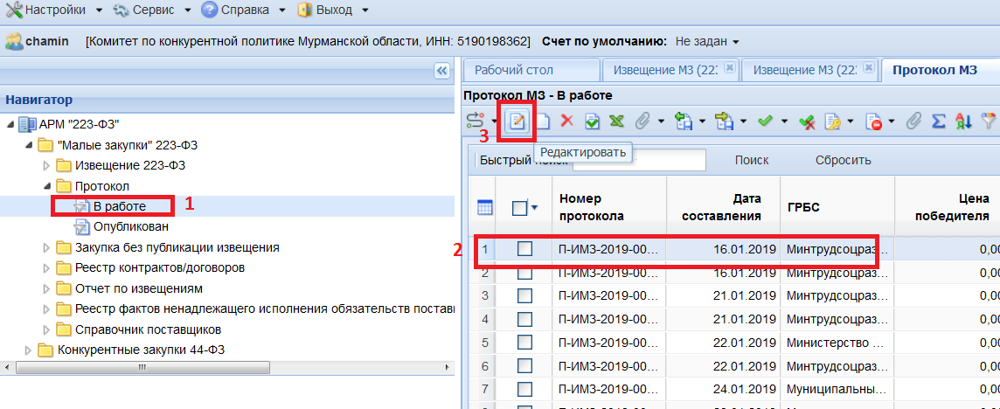 Настройки Сервис Справка Выход
chamin [Комитет по конкурентной политике Мурманской области, ИНН: 5190198362] Счет по умолчанию: Не задан
Навигатор
АРМ "223-ФЗ"
"Малые закупки" 223-ФЗ
Извещение 223-ФЗ
Протокол
В работе 1
Опубликован
Закупка без публикации извещения
Реестр контрактов/договоров
Отчет по извещениям
Реестр фактов ненадлежащего исполнения обязательств постав
Справочник поставщиков
Конкурентные закупки 44-ФЗ
Рабочий стол Извещение МЗ (22: Извещение МЗ (22: Протокол МЗ
Протокол МЗ - В работе
3
Редактировать
Быстрый поиск Поиск Сбросить
Номер протокола Дата составления ГРБС Цена победителя
2
1 П-ИМЗ-2019-00... 16.01.2019 Минтрудсоцраз... 0,00
2 П-ИМЗ-2019-00... 16.01.2019 Минтрудсоцраз... 0,00
3 П-ИМЗ-2019-00... 21.01.2019 Минтрудсоцраз... 0,00
4 П-ИМЗ-2019-00... 21.01.2019 Минтрудсоцраз... 0,00
5 П-ИМЗ-2019-00... 22.01.2019 Министерство ... 0,00
6 П-ИМЗ-2019-00... 22.01.2019 Минтрудсоцраз... 0,00
7 П-ИМЗ-2019-00... 24.01.2019 Муниципальны... 0,00